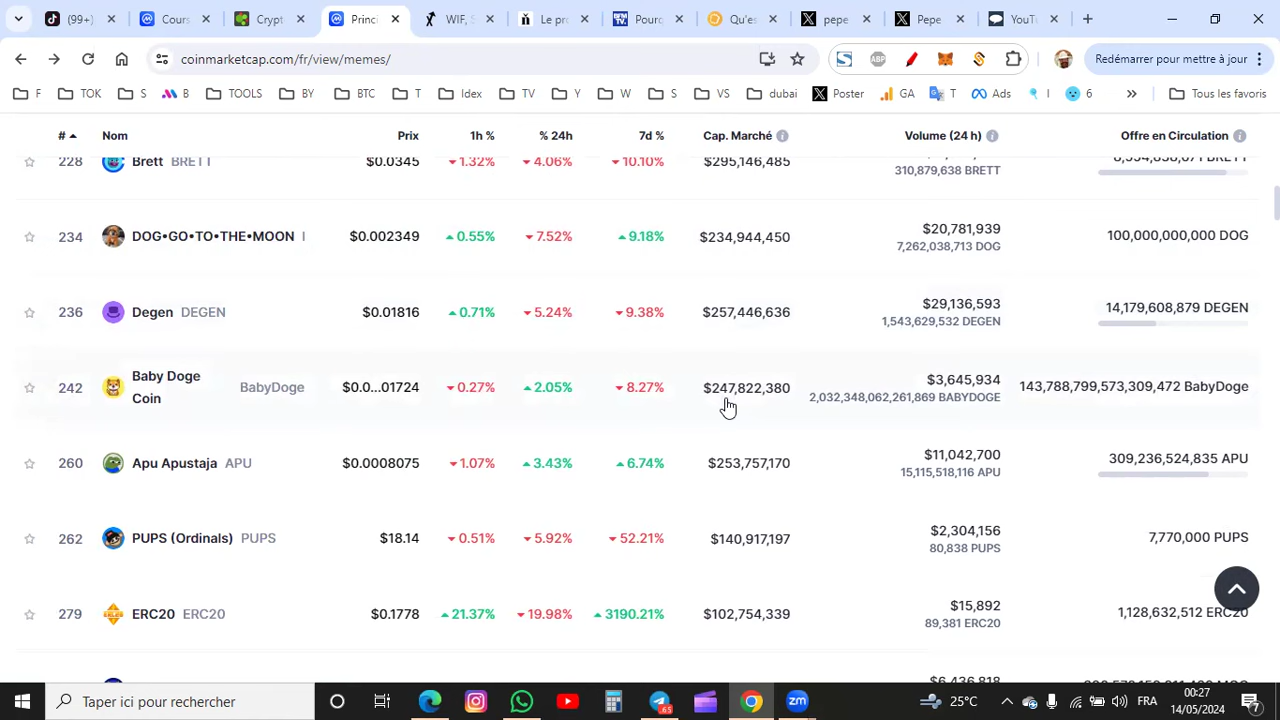 (99+)
Cours
Crypt
Princi
WIF, $
Le pro
Pourq
Qu'es
pepe
Pepe
YouTu
coinmarketcap.com/fr/view/memes/
Redémarrer pour mettre à jour
F TOK S B TOOLS BY BTC T Idex TV Y W S VS dubai Poster GA T Ads I 6 » Tous les favoris
# Nom Prix 1h % % 24h 7d % Cap. Marché Volume (24 h) Offre en Circulation
228 Brett BRETT $0.0345 1.32% 4.06% 10.10% $295,146,485
310,879,638 BRETT
234 DOG•GO•TO•THE•MOON $0.002349 0.55% 7.52% 9.18% $234,944,450 $20,781,939 100,000,000,000 DOG
7,262,038,713 DOG
236 Degen DEGEN $0.01816 0.71% 5.24% 9.38% $257,446,636 $29,136,593 14,179,608,879 DEGEN
1,543,629,532 DEGEN
242 Baby Doge Coin BabyDoge $0.0...01724 0.27% 2.05% 8.27% $247,822,380 $3,645,934 143,788,799,573,309,472 BabyDoge
2,032,348,062,261,869 BABYDOGE
260 Apu Apustaja APU $0.0008075 1.07% 3.43% 6.74% $253,757,170 $11,042,700 309,236,524,835 APU
15,115,518,116 APU
262 PUPS (Ordinals) PUPS $18.14 0.51% 5.92% 52.21% $140,917,197 $2,304,156 7,770,000 PUPS
80,838 PUPS
279 ERC20 ERC20 $0.1778 21.37% 19.98% 3190.21% $102,754,339 $15,892 1,128,632,512 ERC20
89,381 ERC20
$6,436,818
Taper ici pour rechercher
25°C
FRA
00:27
14/05/2024